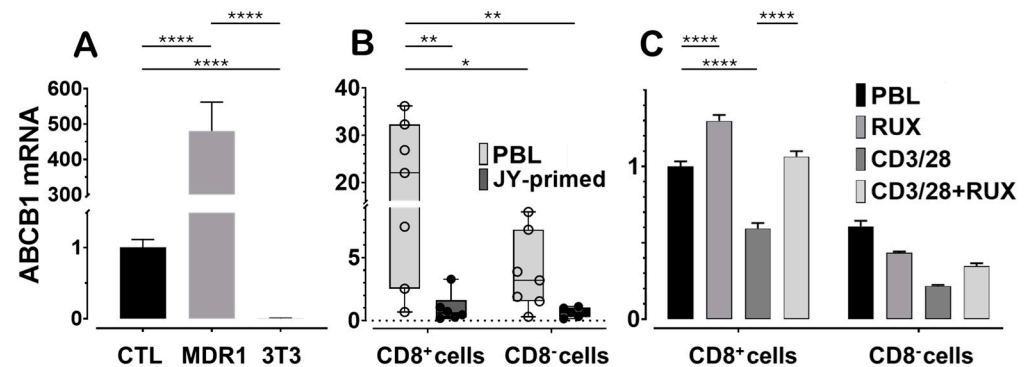 A
****
****
****
ABCB1 mRNA
600
500
400
300
200
1
0
CTL MDR1 3T3
B
**
**
*
40
30
20
5
0
PBL
JY-primed
CD8⁺cells CD8⁻cells
C
****
****
****
1
0
PBL
RUX
CD3/28
CD3/28+RUX
CD8⁺cells CD8⁻cells